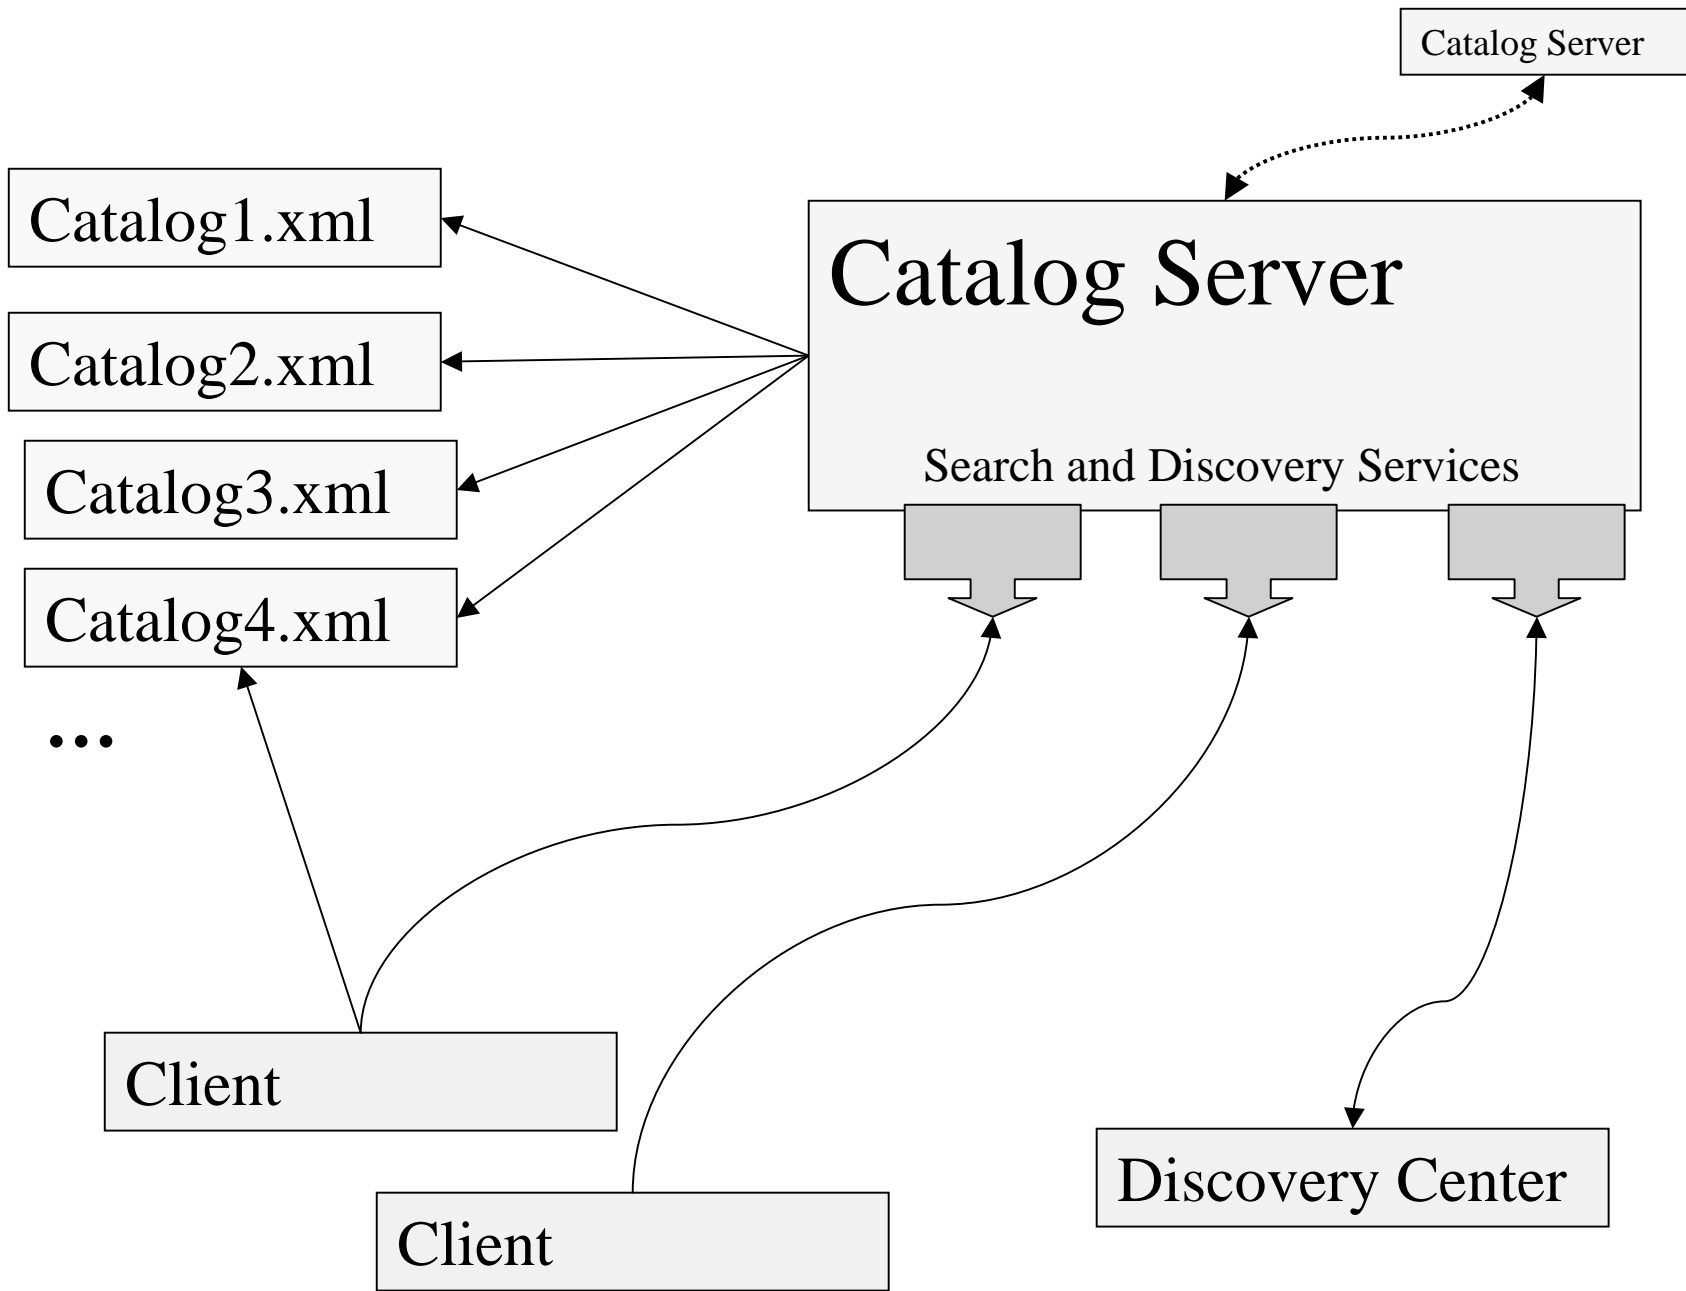 Catalog Server
Catalog1.xml
Catalog Server
Catalog2.xml
Search and Discovery Services
Catalog3.xml
Catalog4.xml
...
Client
Discovery Center
Client